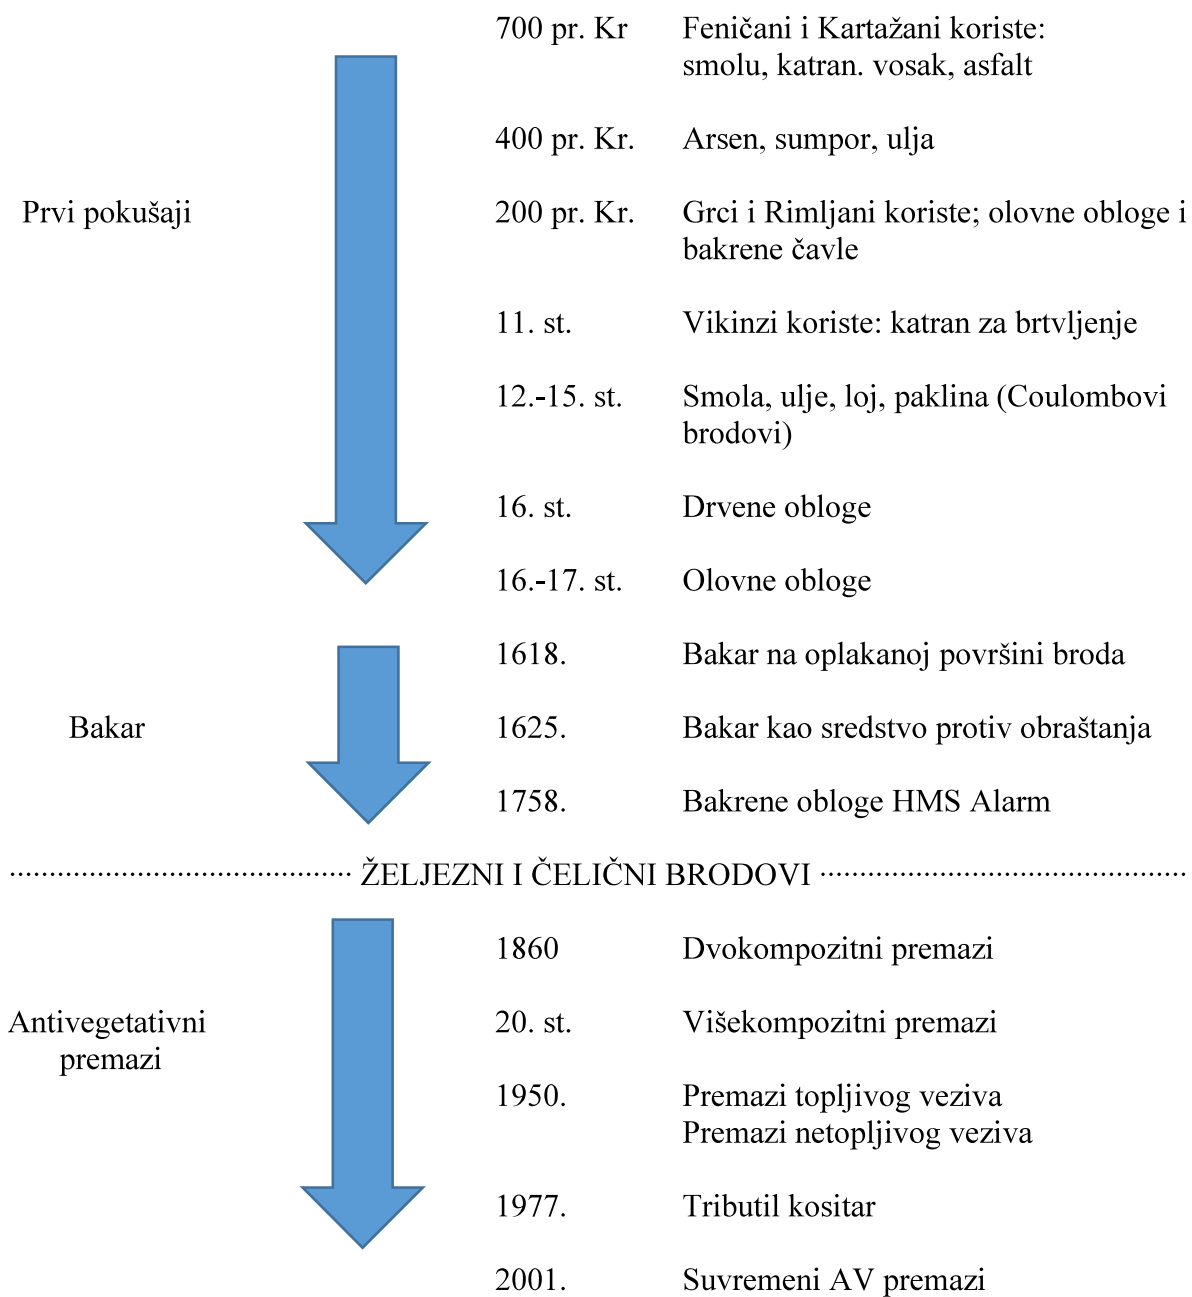 700 pr. Kr Feničani i Kartažani koriste:
smolu, katran. vosak, asfalt
400 pr. Kr. Arsen, sumpor, ulja
Prvi pokušaji 200 pr. Kr. Grci i Rimljani koriste; olovne obloge i
bakrene čavle
11. st. Vikinzi koriste: katran za brtvljenje
12.-15. st. Smola, ulje, loj, paklina (Coulombovi
brodovi)
16. st. Drvene obloge
16.-17. st. Olovne obloge
1618. Bakar na oplakanoj površini broda
Bakar 1625. Bakar kao sredstvo protiv obraštanja
1758. Bakrene obloge HMS Alarm
ŽELJEZNI I ČELIČNI BRODOVI
1860 Dvokompozitni premazi
Antivegetativni 20. st. Višekompozitni premazi
premazi
1950. Premazi topljivog veziva
Premazi netopljivog veziva
1977. Tributil kositar
2001. Suvremeni AV premazi